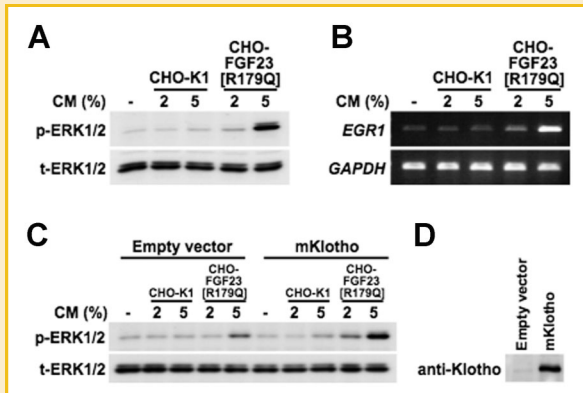 A
CHO-K1
CHO-
FGF23
[R179Q]
CM (%) - 2 5 2 5
p-ERK1/2
t-ERK1/2
B
CHO-K1
CHO-
FGF23
[R179Q]
CM (%) - 2 5 2 5
EGR1
GAPDH
C
Empty vector mKlotho
CHO-K1 CHO-
FGF23
[R179Q] CHO-K1 CHO-
FGF23
[R179Q]
CM (%) - 2 5 2 5 - 2 5 2 5
p-ERK1/2
t-ERK1/2
D
Empty vector
mKlotho
anti-Klotho